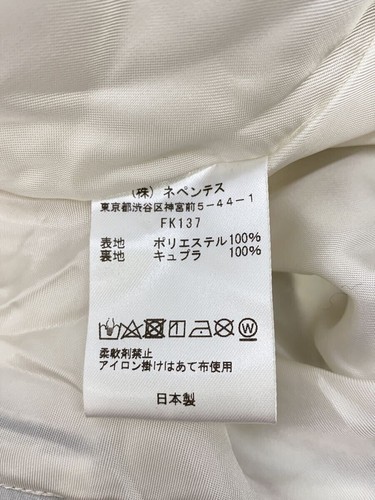 (株) ネペンテス
東京都渋谷区神宮前5-44-1
FK137
表地 ポリエステル100%
裏地 キュプラ 100%
柔軟剤禁止
アイロン掛けはあて布使用
日本製